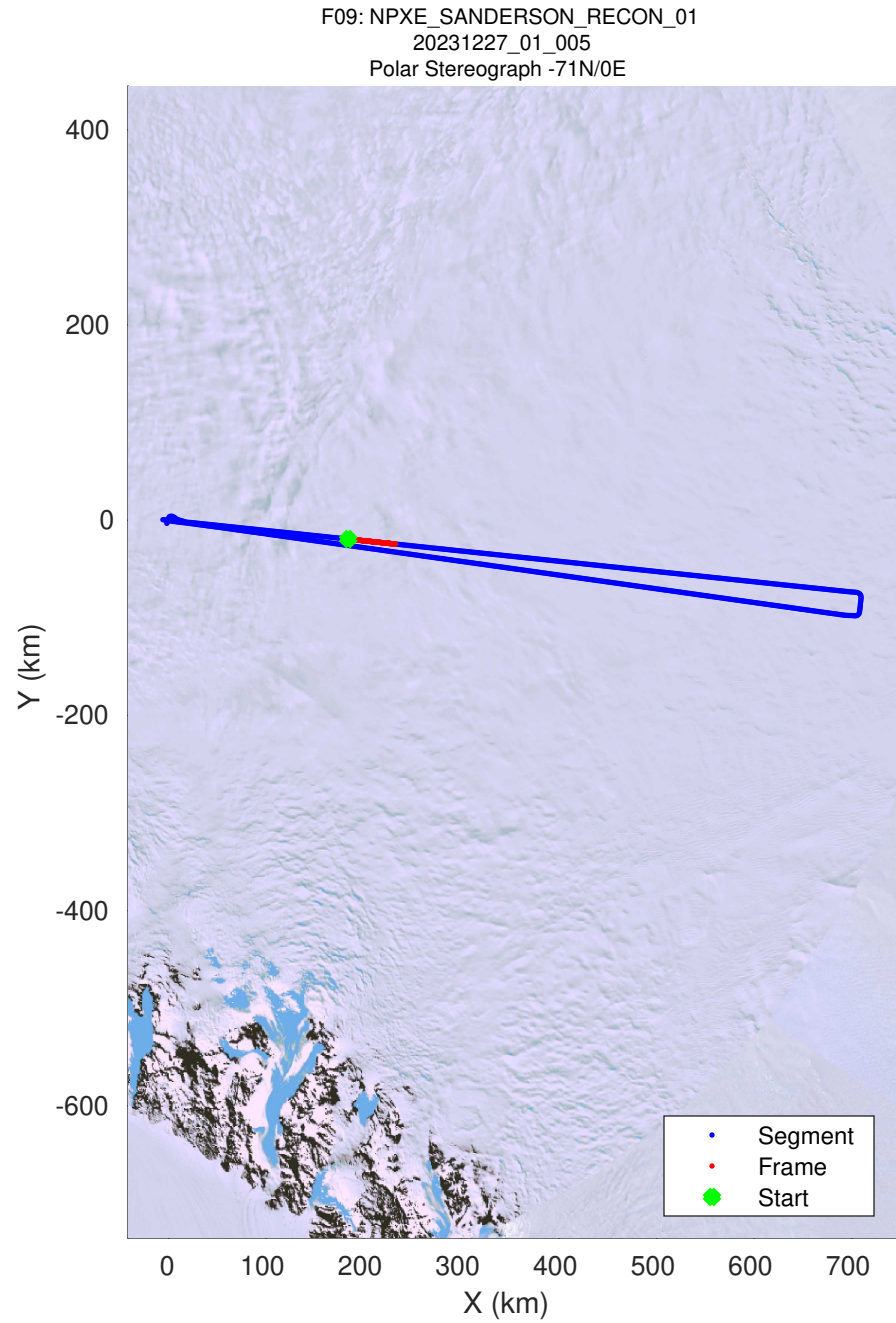 F09: NPXE_SANDERSON_RECON_01
20231227_01_005
Polar Stereograph -71N/0E
400
200
0
-200
-400
-600
Y (km)
Segment
Frame
Start
0 100 200 300 400 500 600 700
X (km)